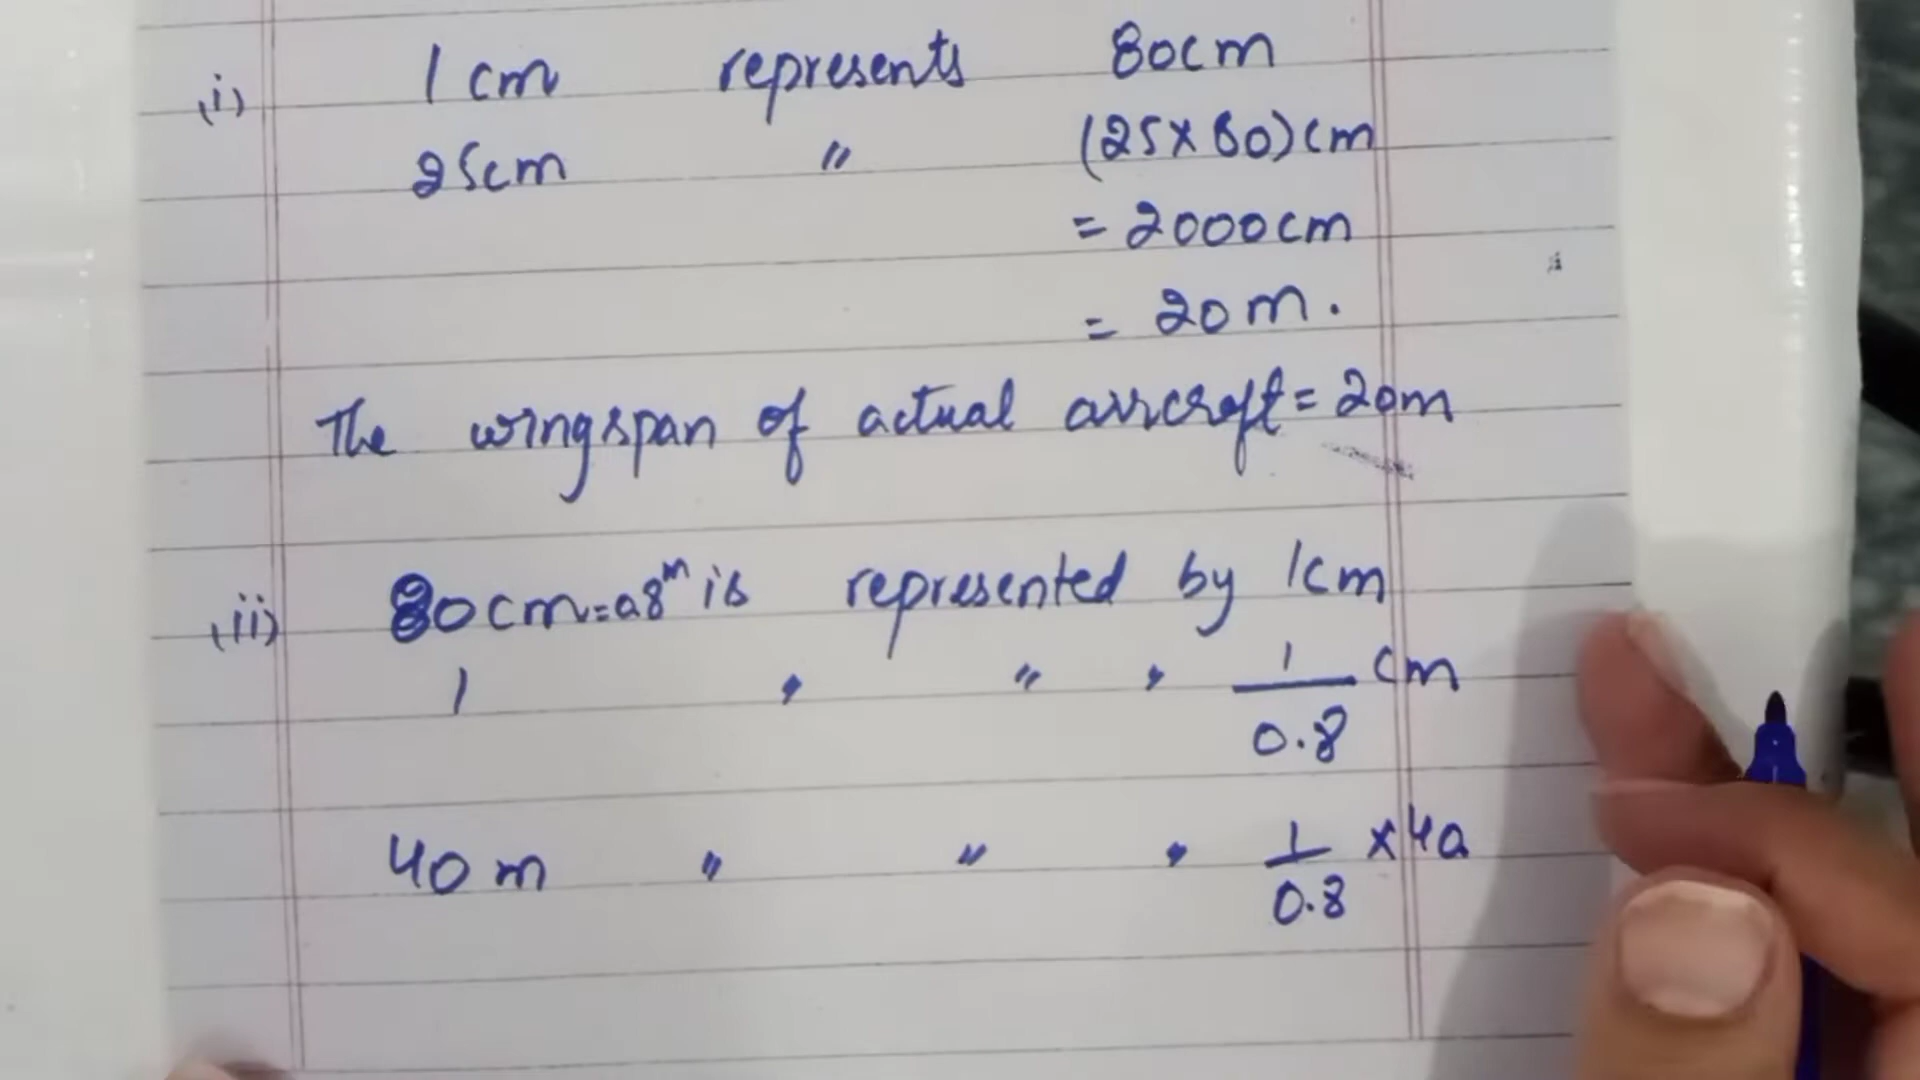 (i) 1 cm represents 80cm
25cm " (25×80)cm
= 2000cm
= 20m.
The wingspan of actual aircraft = 20m
(ii) 80cm=0.8m is represented by 1cm
1 " " " 1/0.8 cm
40 m " " " 1/0.8 ×40